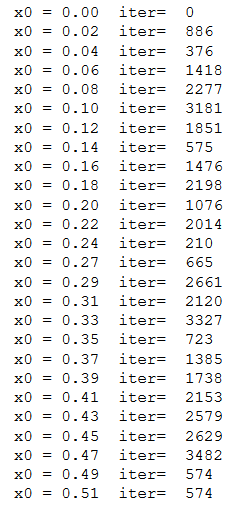 x0 = 0.00  iter=  0
x0 = 0.02  iter=  886
x0 = 0.04  iter=  376
x0 = 0.06  iter=  1418
x0 = 0.08  iter=  2277
x0 = 0.10  iter=  3181
x0 = 0.12  iter=  1851
x0 = 0.14  iter=  575
x0 = 0.16  iter=  1476
x0 = 0.18  iter=  2198
x0 = 0.20  iter=  1076
x0 = 0.22  iter=  2014
x0 = 0.24  iter=  210
x0 = 0.27  iter=  665
x0 = 0.29  iter=  2661
x0 = 0.31  iter=  2120
x0 = 0.33  iter=  3327
x0 = 0.35  iter=  723
x0 = 0.37  iter=  1385
x0 = 0.39  iter=  1738
x0 = 0.41  iter=  2153
x0 = 0.43  iter=  2579
x0 = 0.45  iter=  2629
x0 = 0.47  iter=  3482
x0 = 0.49  iter=  574
x0 = 0.51  iter=  574